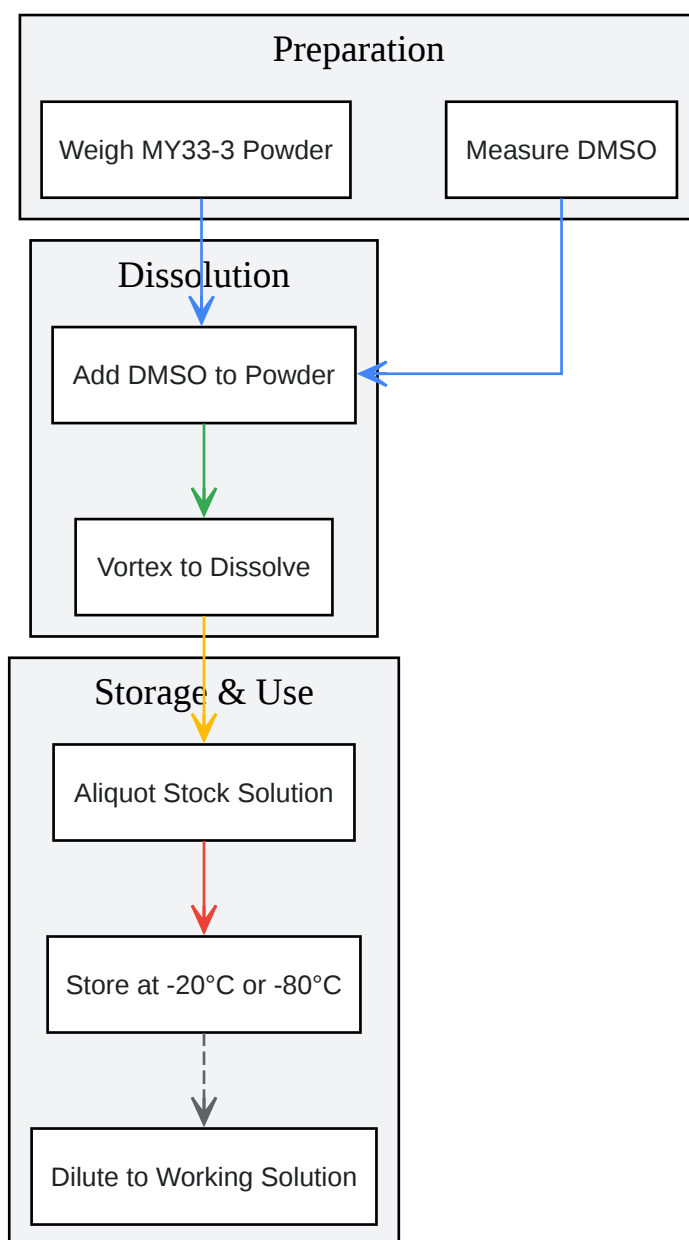 Preparation
Weigh MY33-3 Powder
Measure DMSO
Dissolution
Add DMSO to Powder
Vortex to Dissolve
Storage & Use
Aliquot Stock Solution
Store at -20°C or -80°C
Dilute to Working Solution